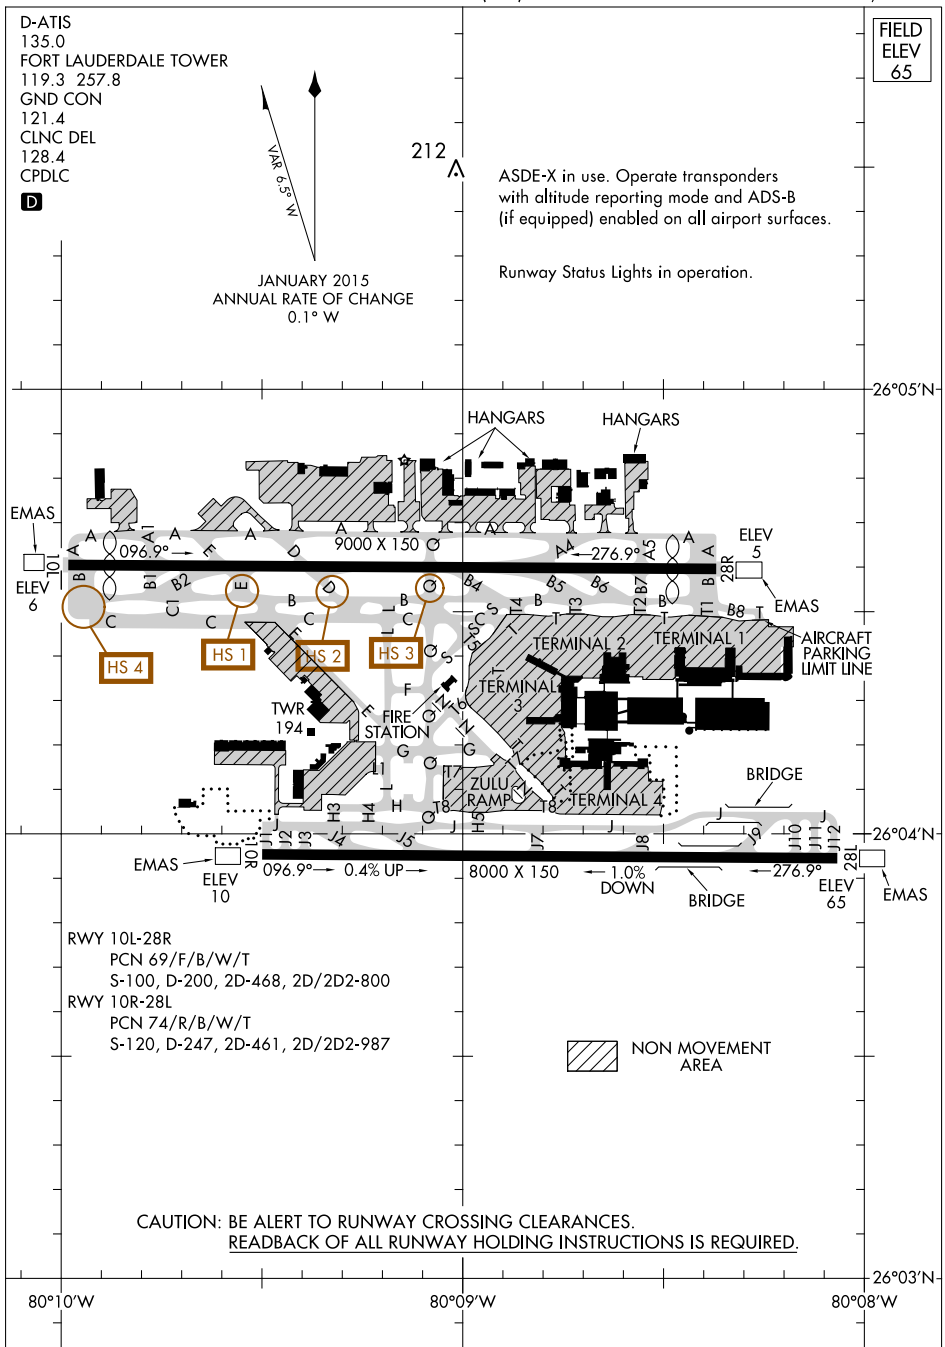 D-ATIS
135.0
FORT LAUDERDALE TOWER
119.3 257.8
GND CON
121.4
CLNC DEL
128.4
CPDLC
D
FIELD
ELEV
65
VAR 6.5° W
JANUARY 2015
ANNUAL RATE OF CHANGE
0.1° W
212
ASDE-X in use. Operate transponders
with altitude reporting mode and ADS-B
(if equipped) enabled on all airport surfaces.
Runway Status Lights in operation.
26°05'N
HANGARS
HANGARS
EMAS
10L
ELEV
6
A
A
A1
A
E
A
D
A
9000 X 150
Q
A
A4
276.9°
A5
A
A
096.9°
28R
ELEV
5
EMAS
B
B1
B2
E
B
D
B
Q
B4
B5
B6
B7
B
B
T1
B8
T
C
C1
C
C
C
C
L
L
S
T4
T3
T2
T
HS 4
HS 1
HS 2
HS 3
AIRCRAFT
PARKING
LIMIT LINE
TERMINAL 2
TERMINAL 1
TERMINAL
3
T5
T
T
S
S
Q
E
E
F
FIRE
STATION
TWR
194
Q
N
T6
N
G
G
T
L1
L
Q
T7
ZULU
RAMP
N
T8
T8
T
TERMINAL 4
BRIDGE
H3
H4
H
Q
H5
J
J
J
J
J
26°04'N
J1
J2
J3
J4
J5
J7
J8
J9
J10
J11
J12
EMAS
10R
ELEV
10
096.9°
0.4% UP
8000 X 150
1.0%
DOWN
BRIDGE
276.9°
28L
ELEV
65
EMAS
RWY 10L-28R
PCN 69/F/B/W/T
S-100, D-200, 2D-468, 2D/2D2-800
RWY 10R-28L
PCN 74/R/B/W/T
S-120, D-247, 2D-461, 2D/2D2-987
NON MOVEMENT
AREA
CAUTION: BE ALERT TO RUNWAY CROSSING CLEARANCES.
READBACK OF ALL RUNWAY HOLDING INSTRUCTIONS IS REQUIRED.
26°03'N
80°10'W
80°09'W
80°08'W